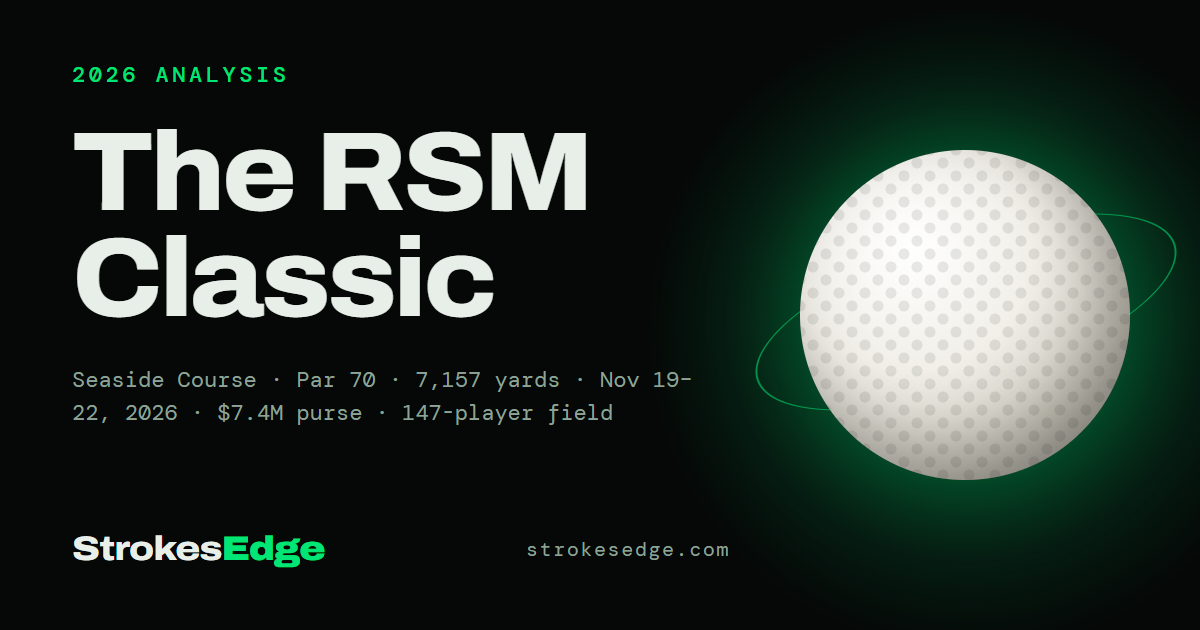 2026 ANALYSIS
The RSM
Classic
Seaside Course · Par 70 · 7,157 yards · Nov 19–
22, 2026 · $7.4M purse · 147-player field
StrokesEdge
strokesedge.com